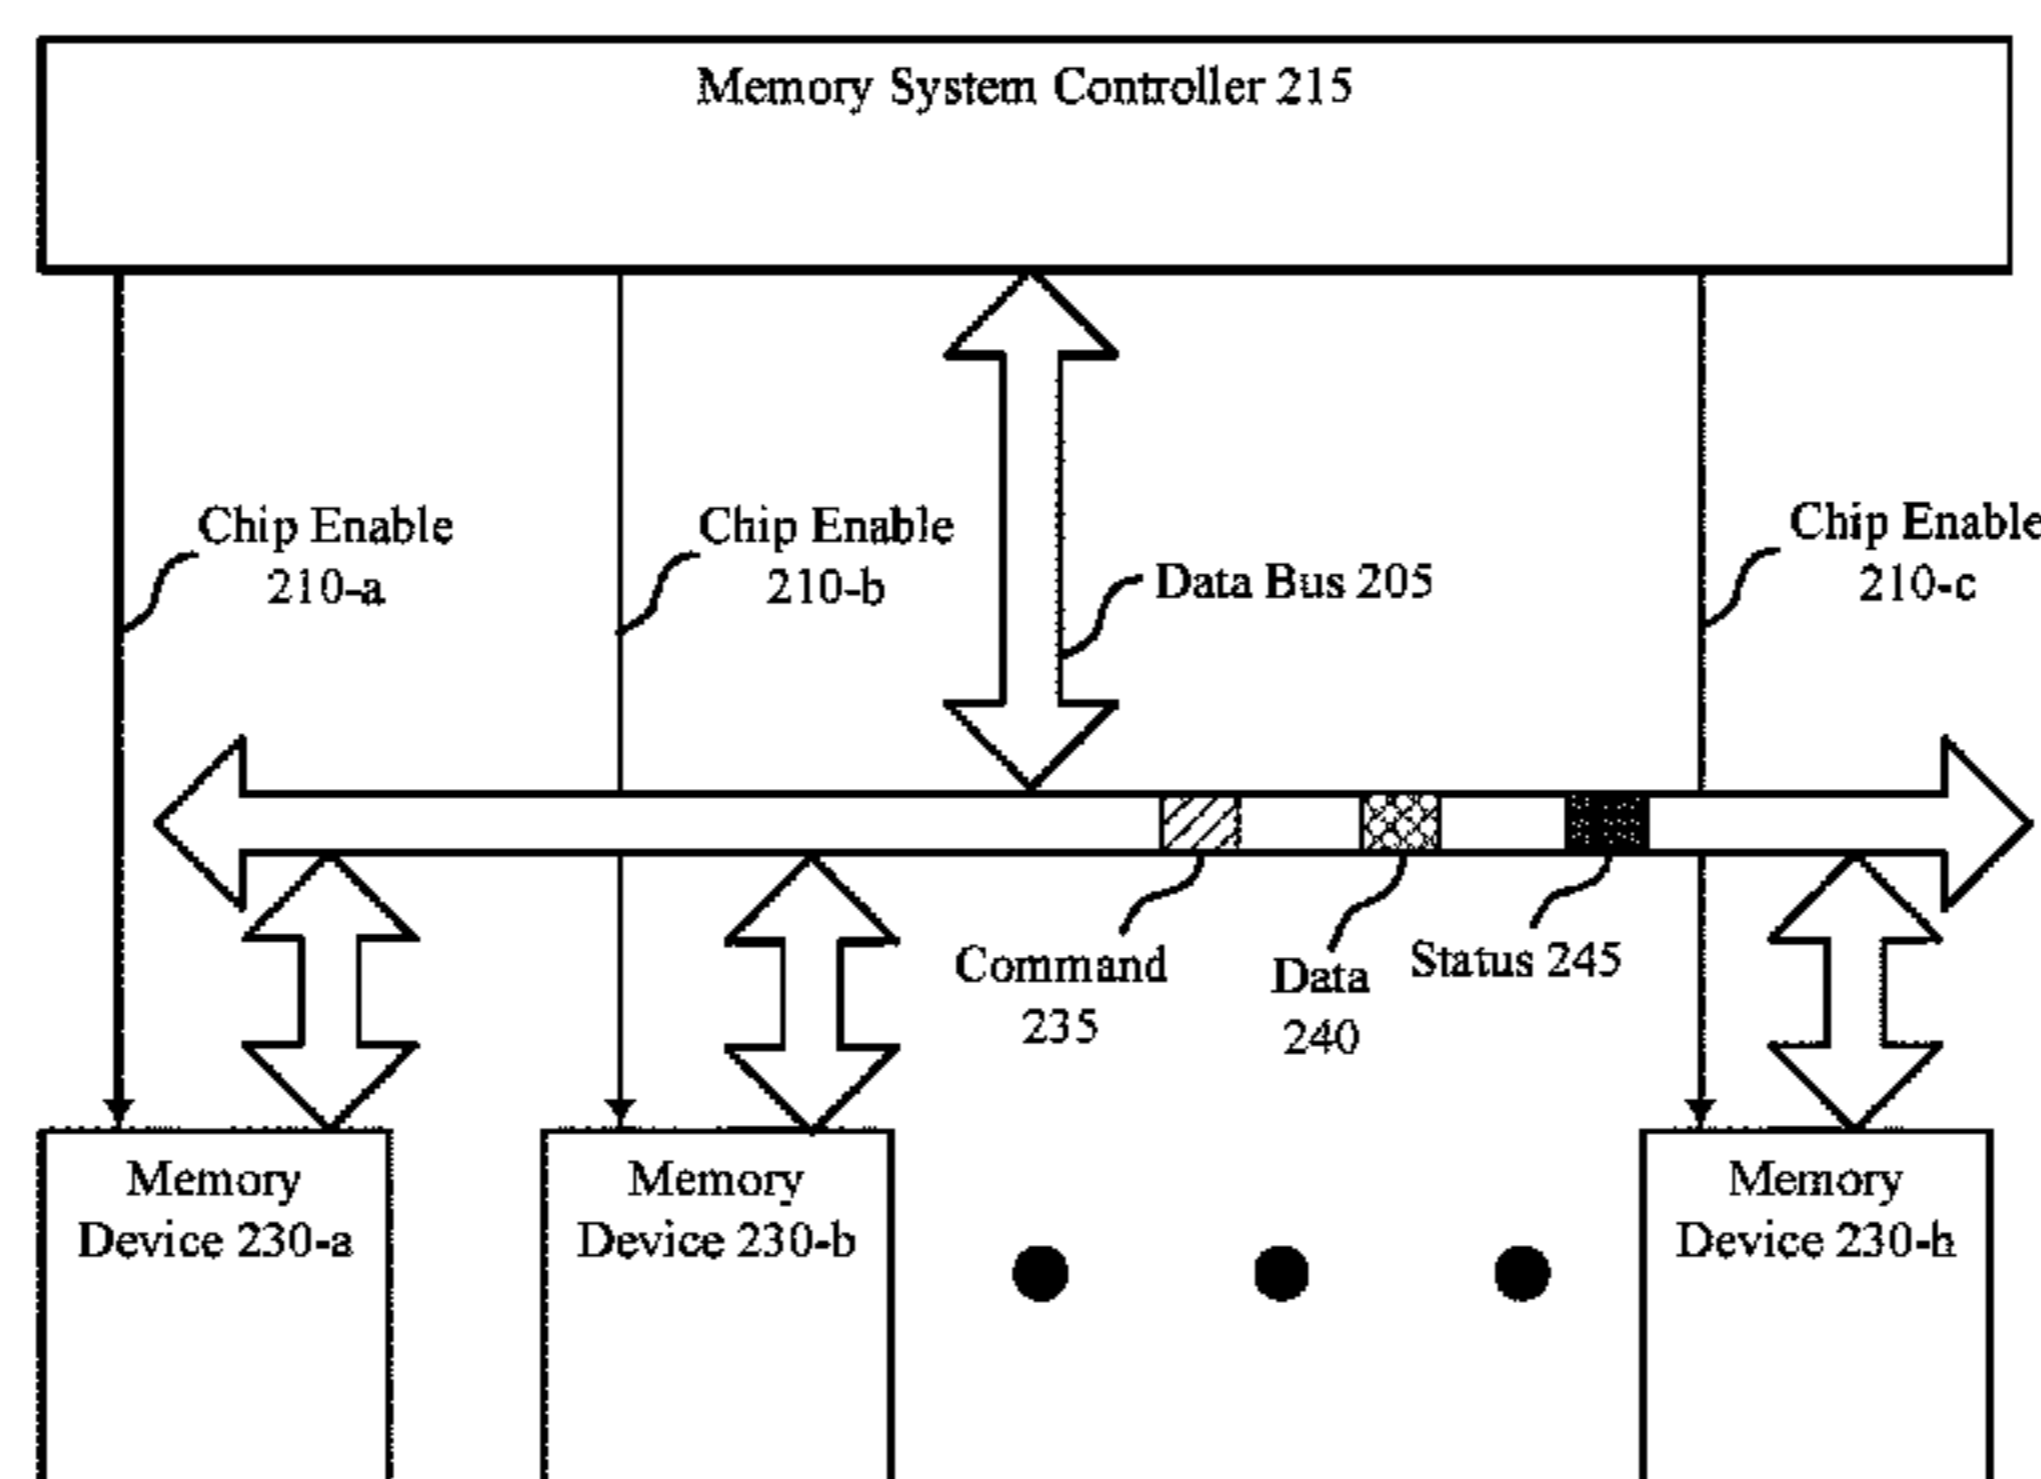 Memory System Controller 215
Chip Enable
210-a
Chip Enable
210-b
Data Bus 205
Chip Enable
210-c
Command
235
Data
240
Status 245
Memory
Device 230-a
Memory
Device 230-b
Memory
Device 230-h